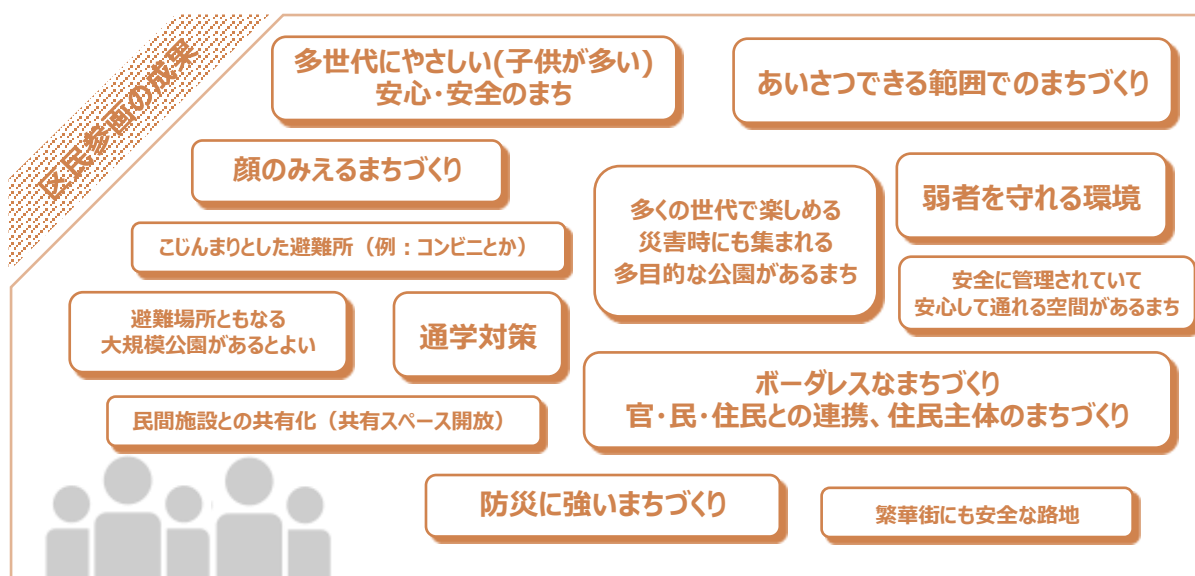 区民参画の成果
多世代にやさしい(子供が多い)
安心・安全のまち
あいさつできる範囲でのまちづくり
顔のみえるまちづくり
多くの世代で楽しめる
災害時にも集まれる
多目的な公園があるまち
弱者を守れる環境
こじんまりとした避難所（例：コンビニとか）
安全に管理されていて
安心して通れる空間があるまち
避難場所ともなる
大規模公園があるとよい
通学対策
ボーダレスなまちづくり
官・民・住民との連携、住民主体のまちづくり
民間施設との共有化（共有スペース開放）
防災に強いまちづくり
繁華街にも安全な路地